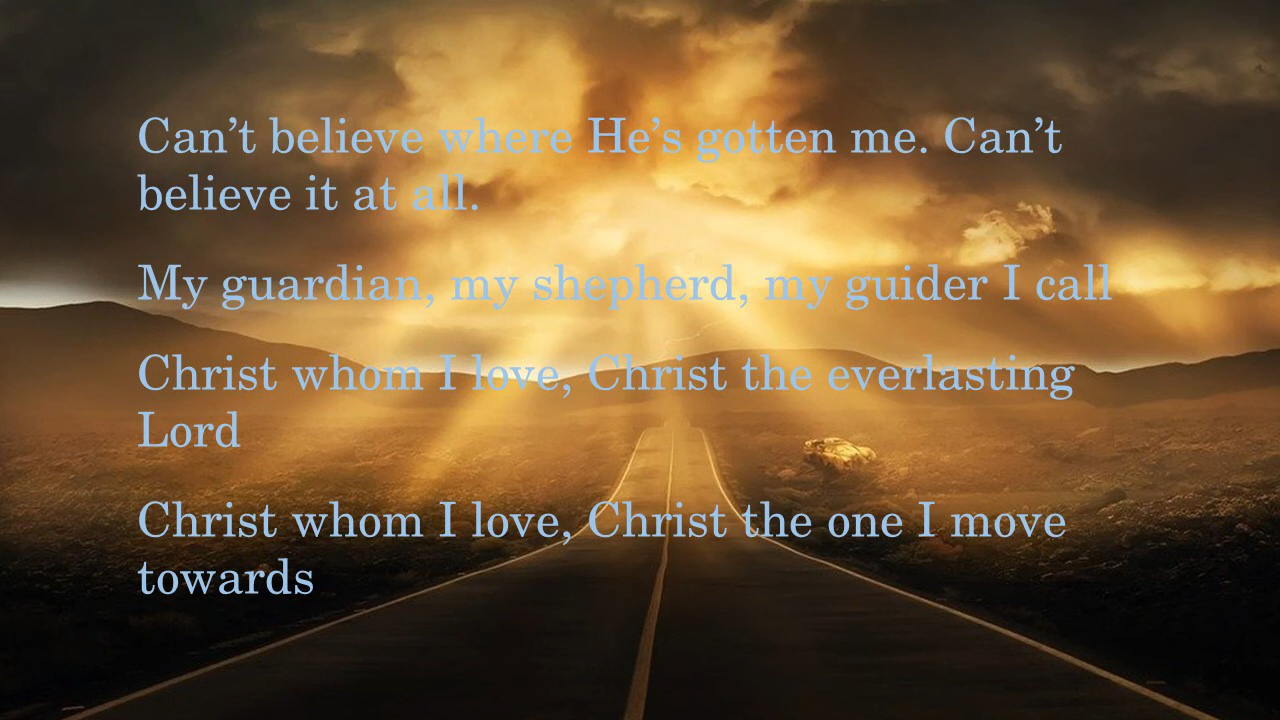 Can’t believe where He’s gotten me. Can’t
believe it at all.
My guardian, my shepherd, my guider I call
Christ whom I love, Christ the everlasting
Lord
Christ whom I love, Christ the one I move
towards